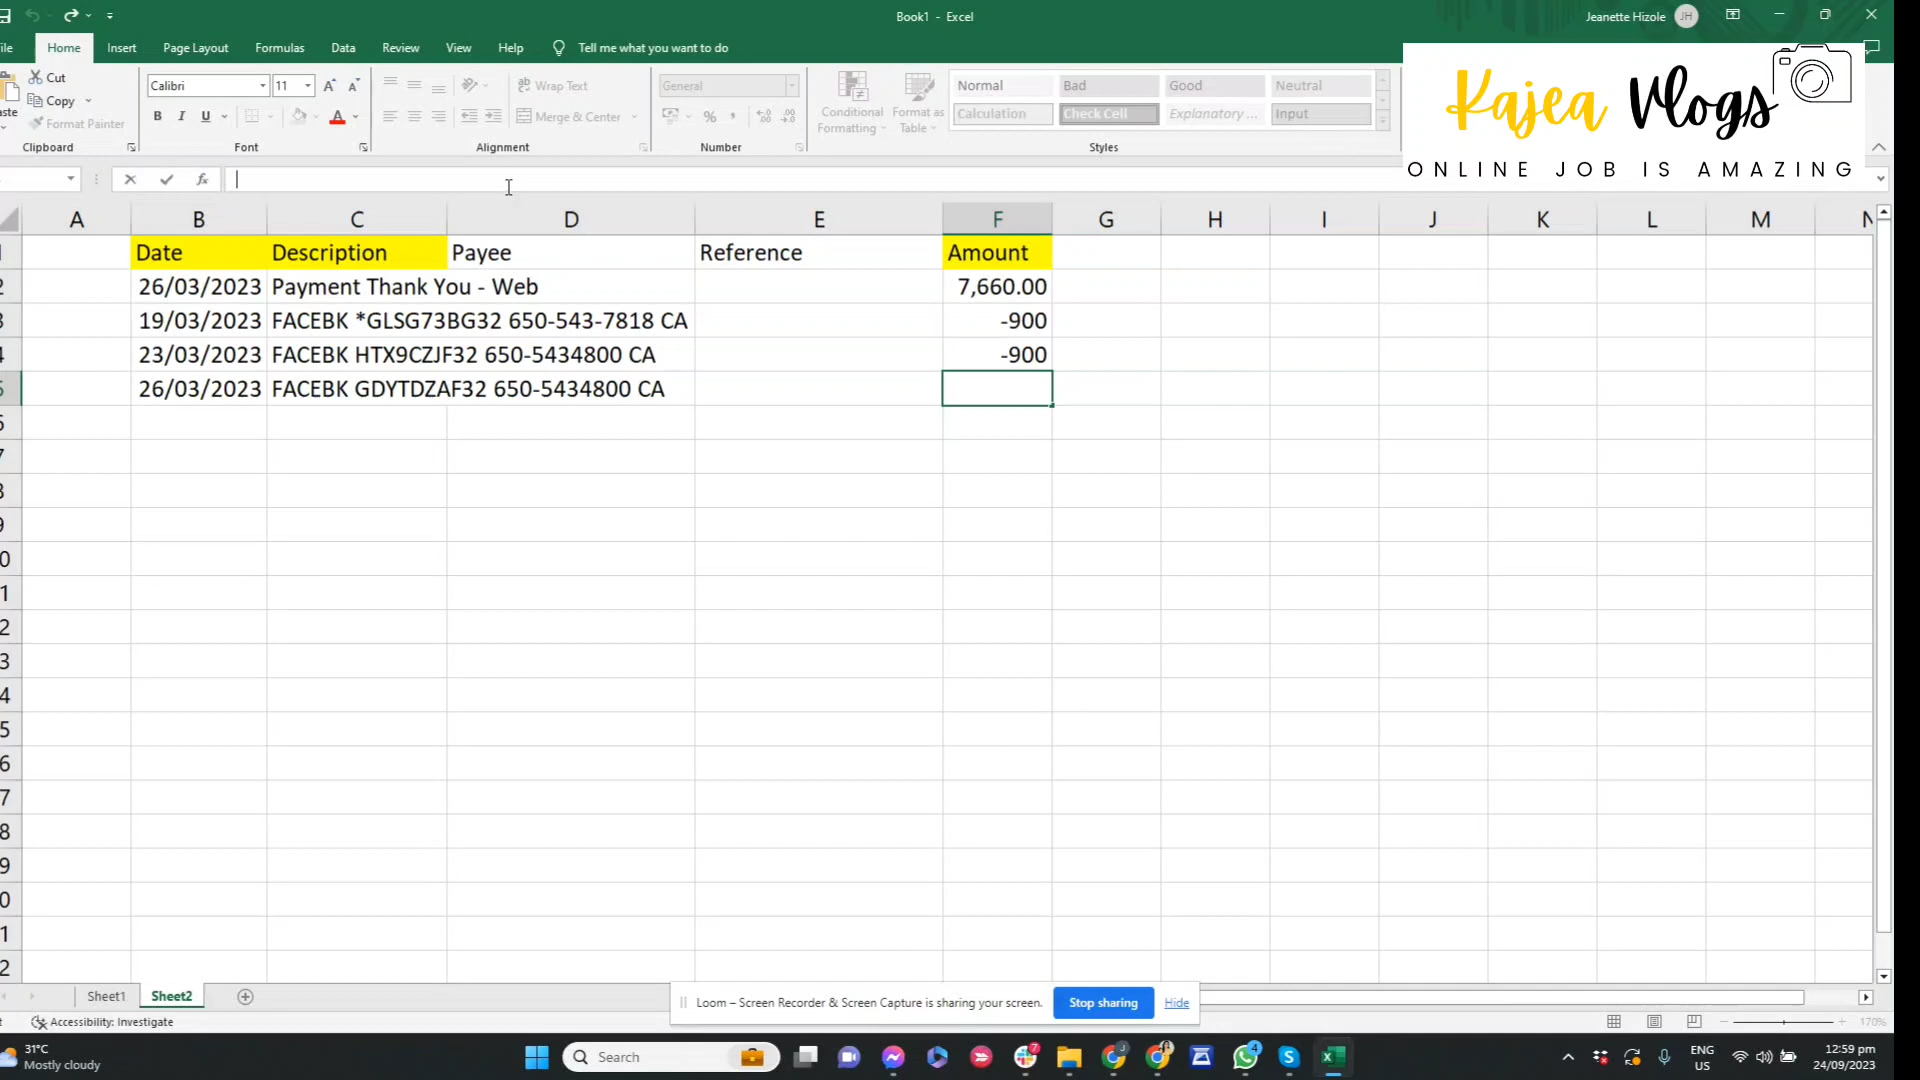 Book1 - Excel
Jeanette Hizole
JH
Home
Insert
Page Layout
Formulas
Data
Review
View
Help
Tell me what you want to do
Cut
Copy
Format Painter
Clipboard
Calibri
11
B I U
Font
Wrap Text
Merge & Center
Alignment
General
Number
Conditional
Formatting
Format as
Table
Normal
Bad
Good
Neutral
Calculation
Check Cell
Explanatory ...
Input
Styles
Kajea Vlogs
ONLINE JOB IS AMAZING
fx
A B C D E F G H I J K L M
Date Description Payee Reference Amount
26/03/2023 Payment Thank You - Web 7,660.00
19/03/2023 FACEBK *GLSG73BG32 650-543-7818 CA -900
23/03/2023 FACEBK HTX9CZJF32 650-5434800 CA -900
26/03/2023 FACEBK GDYTDZAF32 650-5434800 CA
Sheet1
Sheet2
Loom – Screen Recorder & Screen Capture is sharing your screen.
Stop sharing
Hide
Accessibility: Investigate
170%
31°C
Mostly cloudy
Search
7
4
ENG
US
12:59 pm
24/09/2023